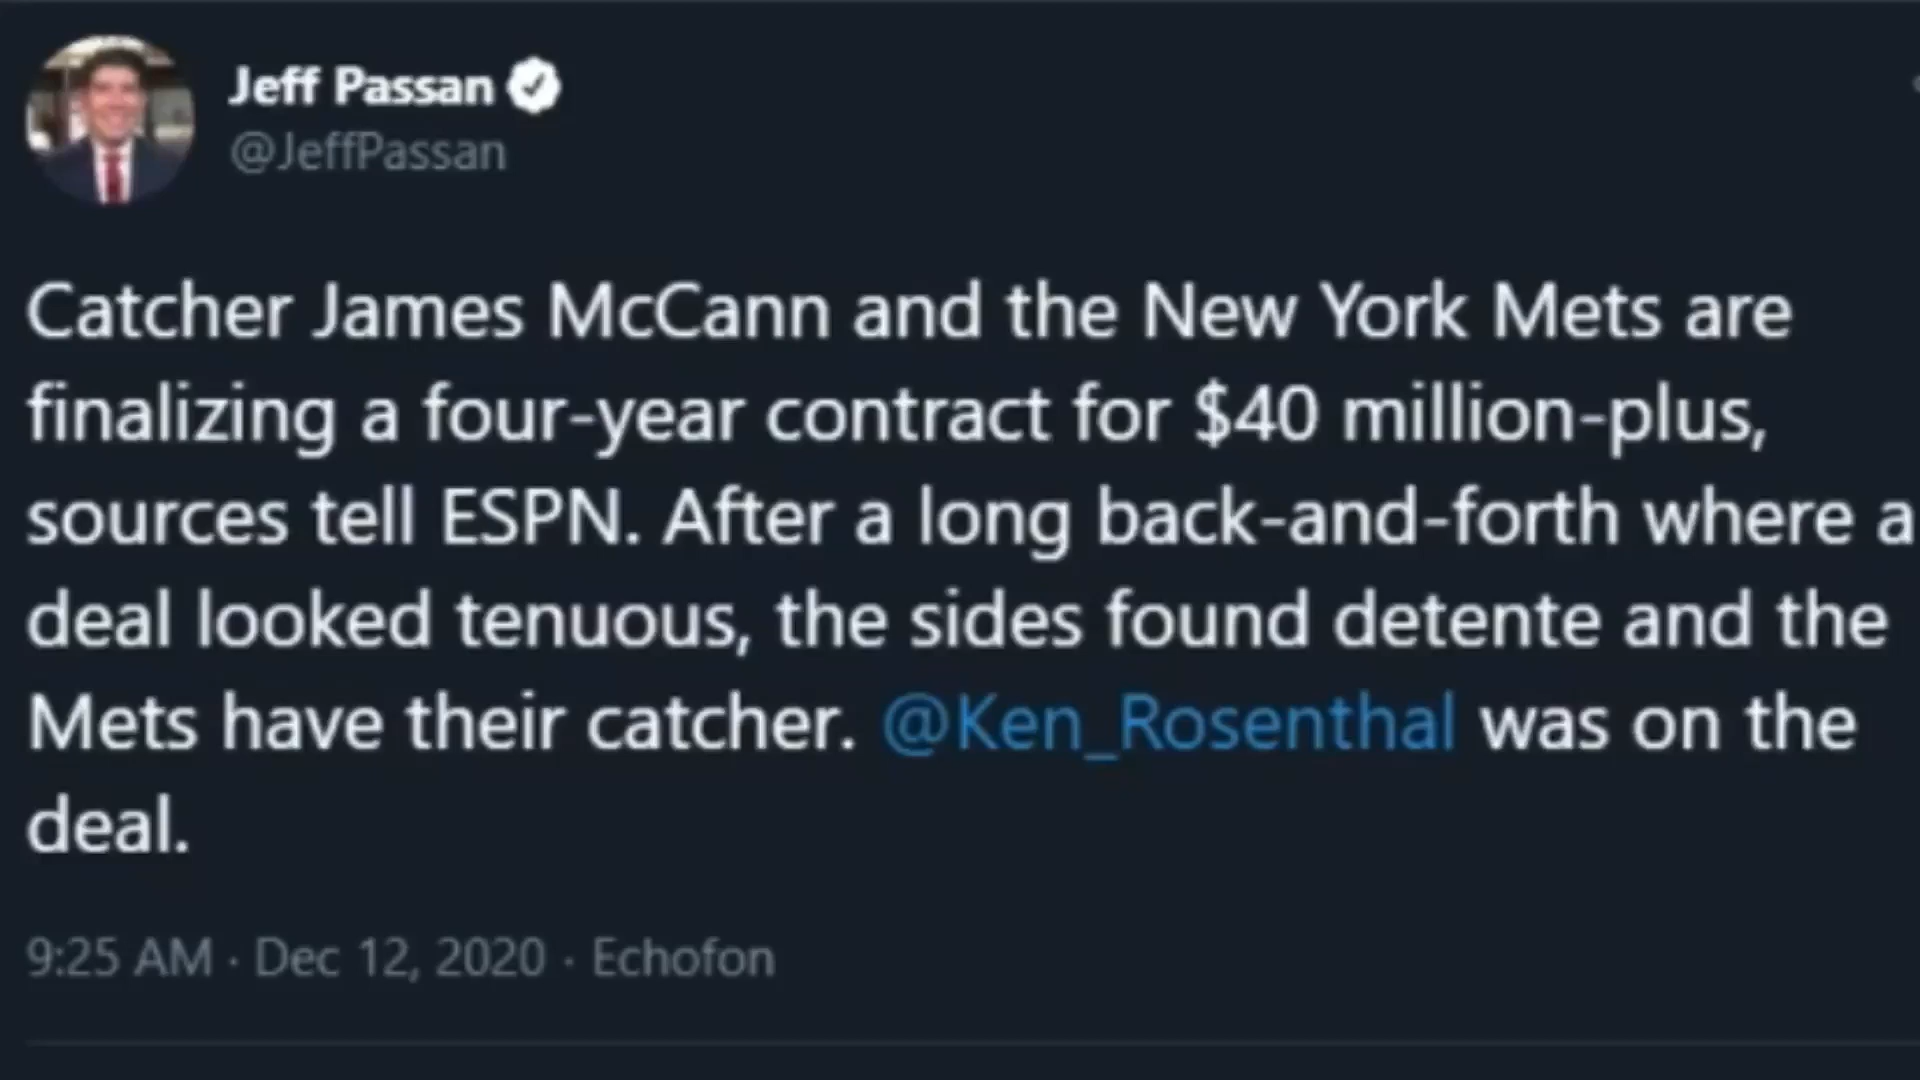 Jeff Passan
@JeffPassan
Catcher James McCann and the New York Mets are
finalizing a four-year contract for $40 million-plus,
sources tell ESPN. After a long back-and-forth where a
deal looked tenuous, the sides found detente and the
Mets have their catcher. @Ken_Rosenthal was on the
deal.
9:25 AM · Dec 12, 2020 · Echofon